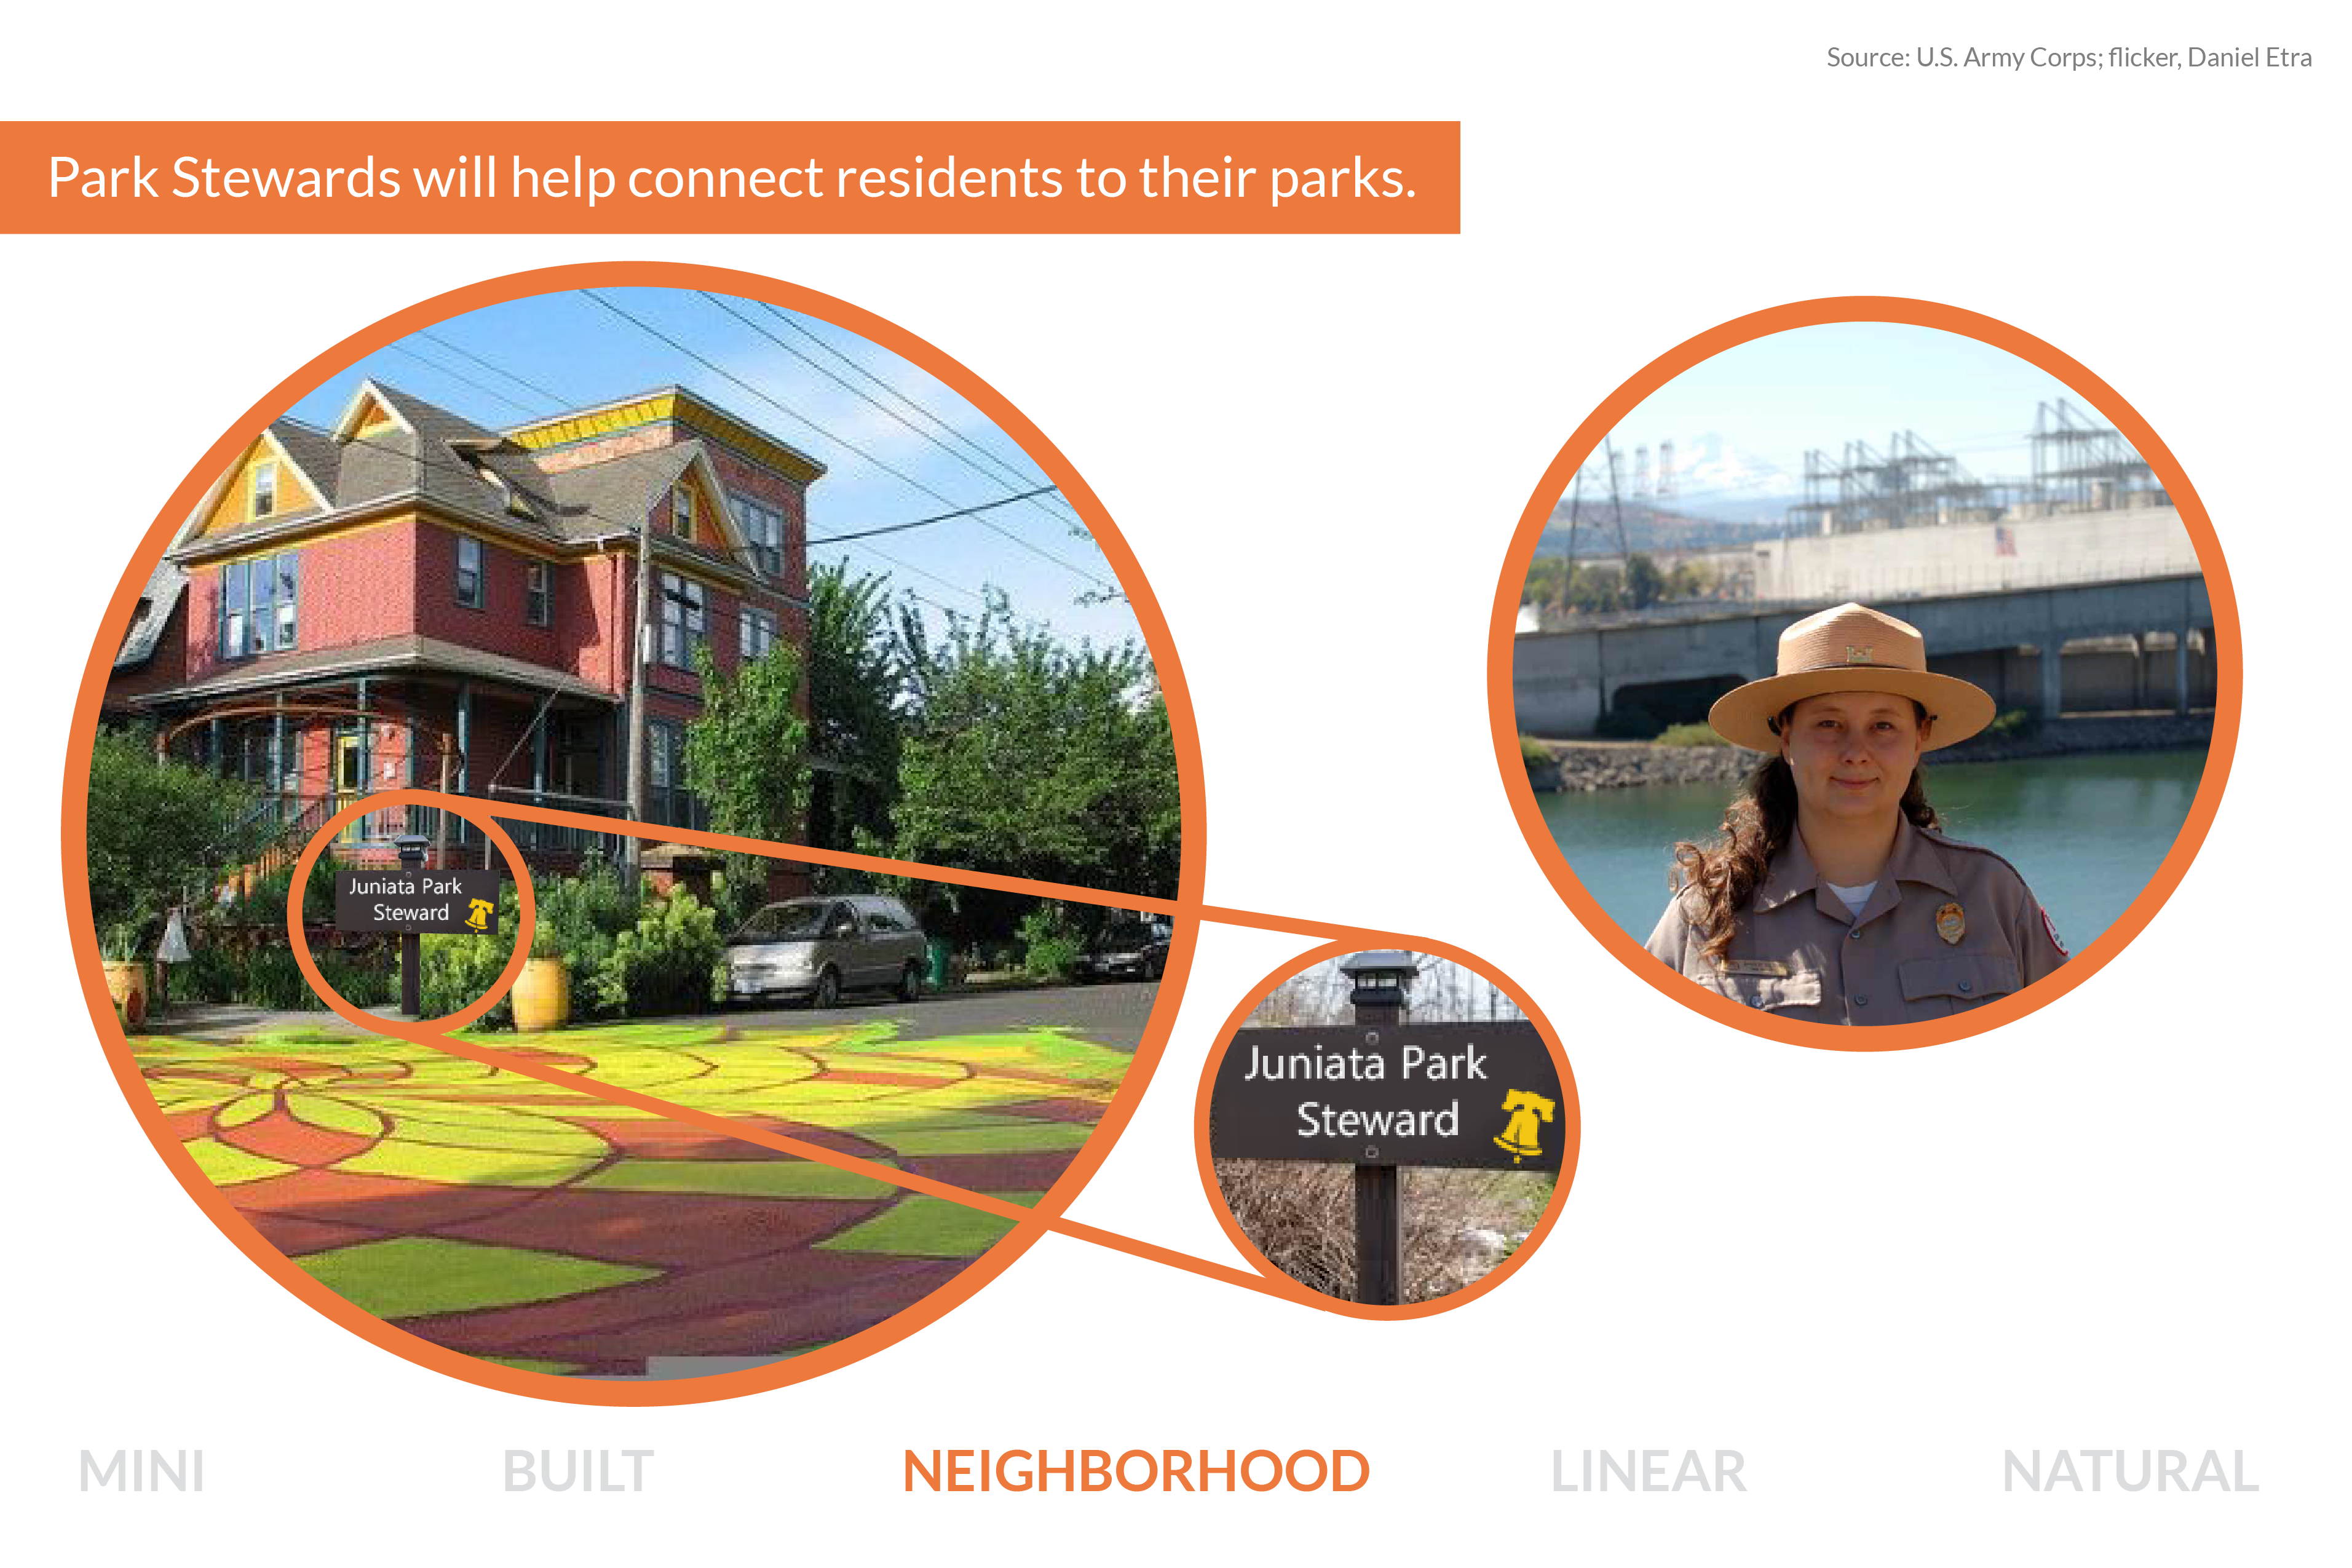 Source: U.S. Army Corps; flicker, Daniel Etra
Park Stewards will help connect residents to their parks.
Juniata Park
Steward
Juniata Park
Steward
MINI
BUILT
NEIGHBORHOOD
LINEAR
NATURAL